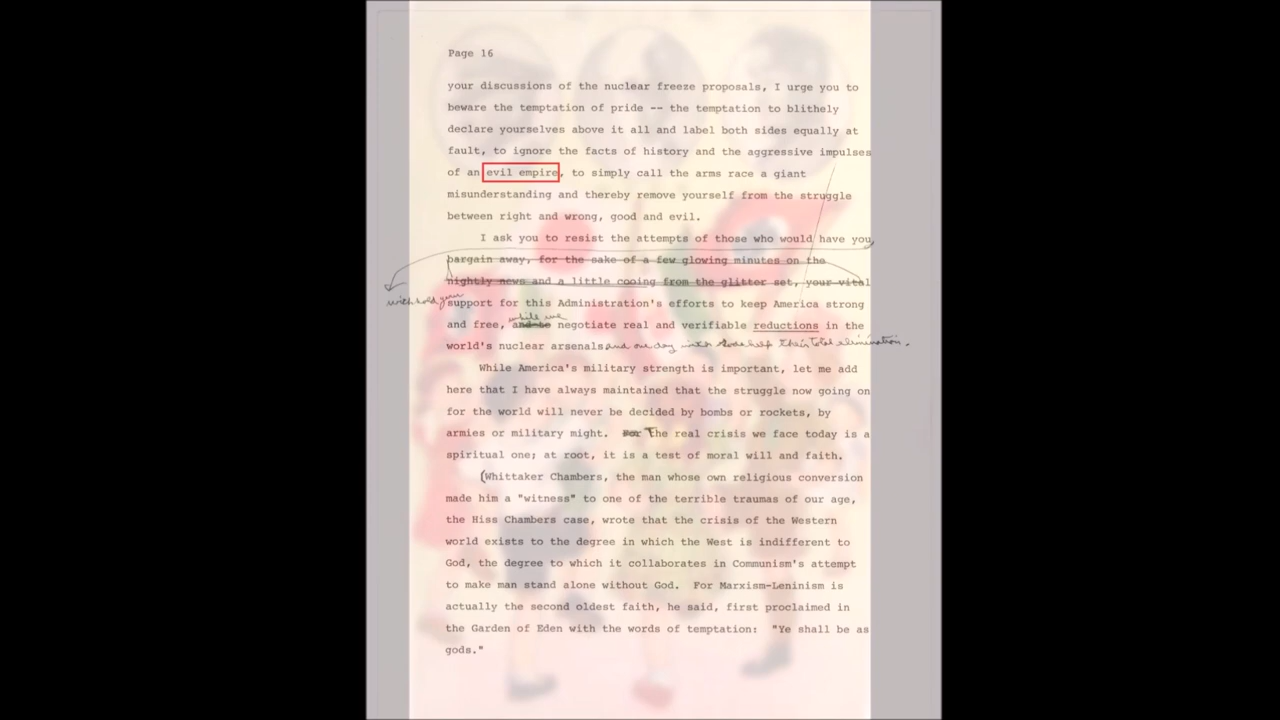 Page 16
your discussions of the nuclear freeze proposals, I urge you to
beware the temptation of pride -- the temptation to blithely
declare yourselves above it all and label both sides equally at
fault, to ignore the facts of history and the aggressive impulses
of an evil empire, to simply call the arms race a giant
misunderstanding and thereby remove yourself from the struggle
between right and wrong, good and evil.
I ask you to resist the attempts of those who would have you
bargain away, for the sake of a few glowing minutes on the
nightly news and a little cooing from the glitter set, your vital
withhold your
support for this Administration's efforts to keep America strong
while we
and free, and to negotiate real and verifiable reductions in the
world's nuclear arsenals and one day, with God's help their total elimination.
While America's military strength is important, let me add
here that I have always maintained that the struggle now going on
for the world will never be decided by bombs or rockets, by
armies or military might. For The real crisis we face today is a
spiritual one; at root, it is a test of moral will and faith.
(Whittaker Chambers, the man whose own religious conversion
made him a "witness" to one of the terrible traumas of our age,
the Hiss Chambers case, wrote that the crisis of the Western
world exists to the degree in which the West is indifferent to
God, the degree to which it collaborates in Communism's attempt
to make man stand alone without God. For Marxism-Leninism is
actually the second oldest faith, he said, first proclaimed in
the Garden of Eden with the words of temptation: "Ye shall be as
gods."